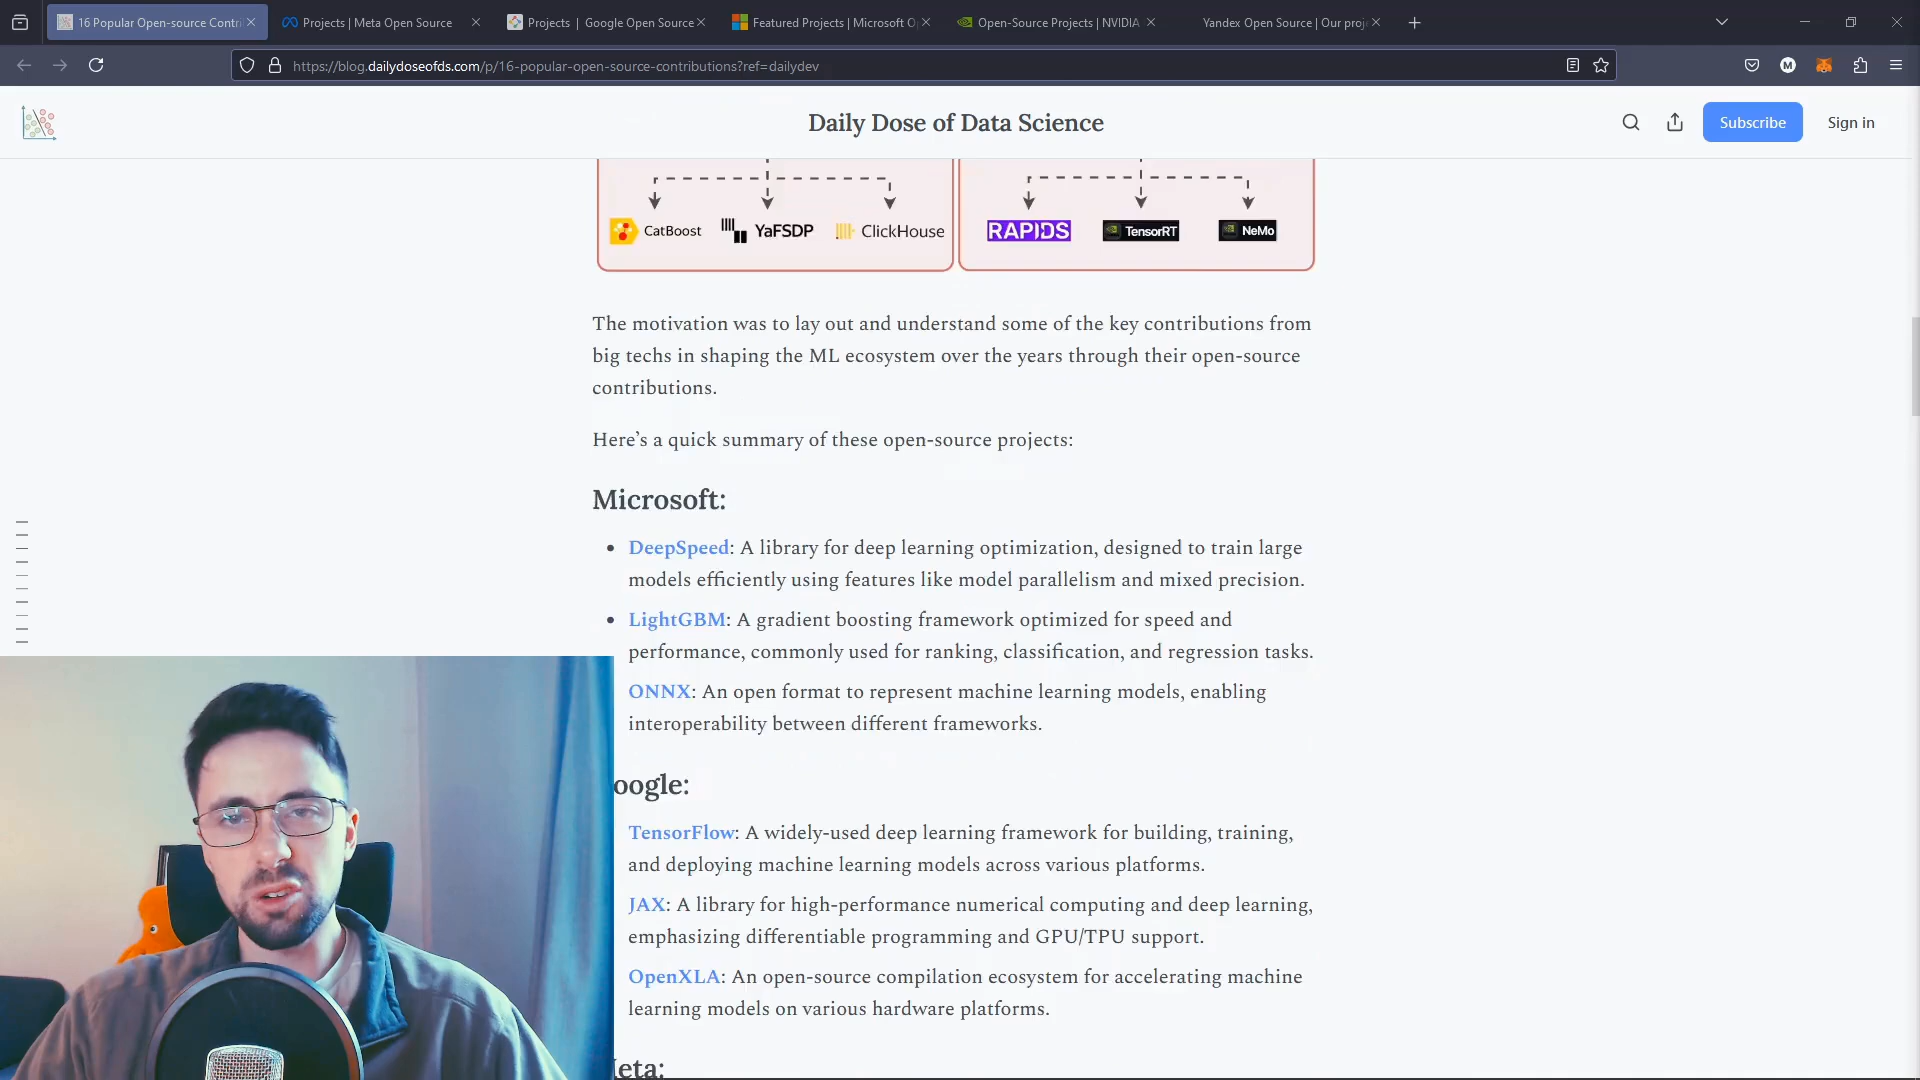 16 Popular Open-source Contri
Projects | Meta Open Source
Projects | Google Open Source
Featured Projects | Microsoft Op
Open-Source Projects | NVIDIA
Yandex Open Source | Our proj
https://blog.dailydoseofds.com/p/16-popular-open-source-contributions?ref=dailydev
M
Daily Dose of Data Science
Subscribe
Sign in
CatBoost
YaFSDP
ClickHouse
RAPIDS
TensorRT
NeMo
The motivation was to lay out and understand some of the key contributions from
big techs in shaping the ML ecosystem over the years through their open-source
contributions.
Here’s a quick summary of these open-source projects:
Microsoft:
DeepSpeed: A library for deep learning optimization, designed to train large
models efficiently using features like model parallelism and mixed precision.
LightGBM: A gradient boosting framework optimized for speed and
performance, commonly used for ranking, classification, and regression tasks.
ONNX: An open format to represent machine learning models, enabling
interoperability between different frameworks.
oogle:
TensorFlow: A widely-used deep learning framework for building, training,
and deploying machine learning models across various platforms.
JAX: A library for high-performance numerical computing and deep learning,
emphasizing differentiable programming and GPU/TPU support.
OpenXLA: An open-source compilation ecosystem for accelerating machine
learning models on various hardware platforms.
eta: